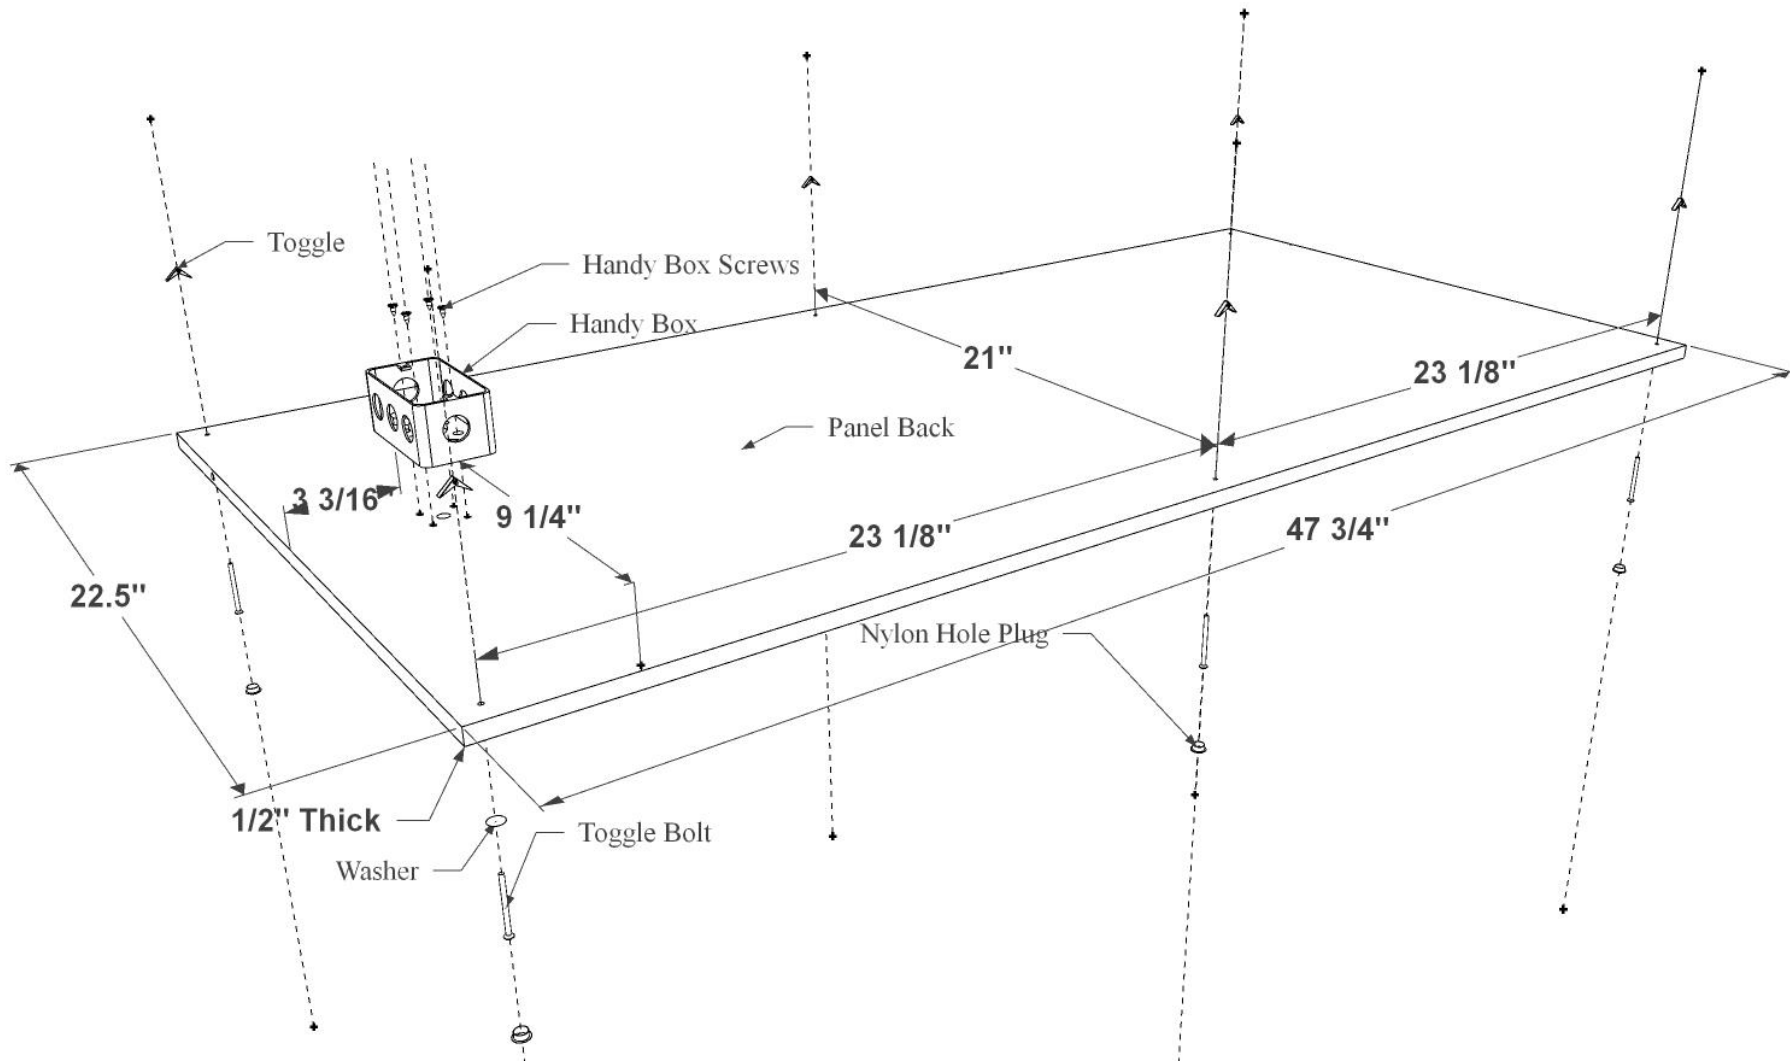 Toggle
Handy Box Screws
Handy Box
21"
23 1/8"
Panel Back
3 3/16
9 1/4"
23 1/8"
47 3/4"
22.5"
Nylon Hole Plug
1/2" Thick
Toggle Bolt
Washer